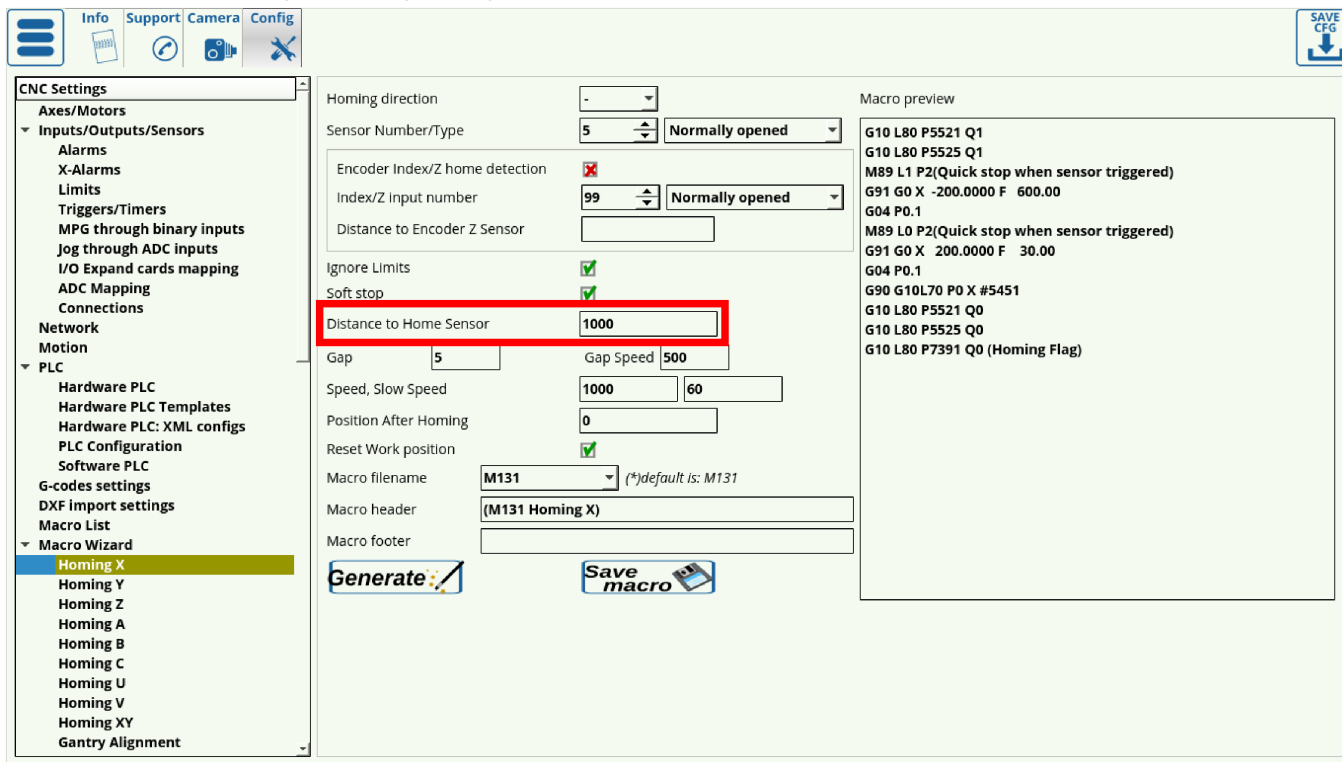 Info Support Camera Config
SAVE CFG
CNC Settings
Axes/Motors
Inputs/Outputs/Sensors
Alarms
X-Alarms
Limits
Triggers/Timers
MPG through binary inputs
Jog through ADC inputs
I/O Expand cards mapping
ADC Mapping
Connections
Network
Motion
PLC
Hardware PLC
Hardware PLC Templates
Hardware PLC: XML configs
PLC Configuration
Software PLC
G-codes settings
DXF import settings
Macro List
Macro Wizard
Homing X
Homing Y
Homing Z
Homing A
Homing B
Homing C
Homing U
Homing V
Homing XY
Gantry Alignment
Homing direction -
Sensor Number/Type 5 Normally opened
Encoder Index/Z home detection
Index/Z input number 99 Normally opened
Distance to Encoder Z Sensor
Ignore Limits
Soft stop
Distance to Home Sensor 1000
Gap 5 Gap Speed 500
Speed, Slow Speed 1000 60
Position After Homing 0
Reset Work position
Macro filename M131 (*)default is: M131
Macro header (M131 Homing X)
Macro footer
Generate Save macro
Macro preview
G10 L80 P5521 Q1
G10 L80 P5525 Q1
M89 L1 P2(Quick stop when sensor triggered)
G91 G0 X -200.0000 F 600.00
G04 P0.1
M89 L0 P2(Quick stop when sensor triggered)
G91 G0 X 200.0000 F 30.00
G04 P0.1
G90 G10L70 P0 X #5451
G10 L80 P5521 Q0
G10 L80 P5525 Q0
G10 L80 P7391 Q0 (Homing Flag)